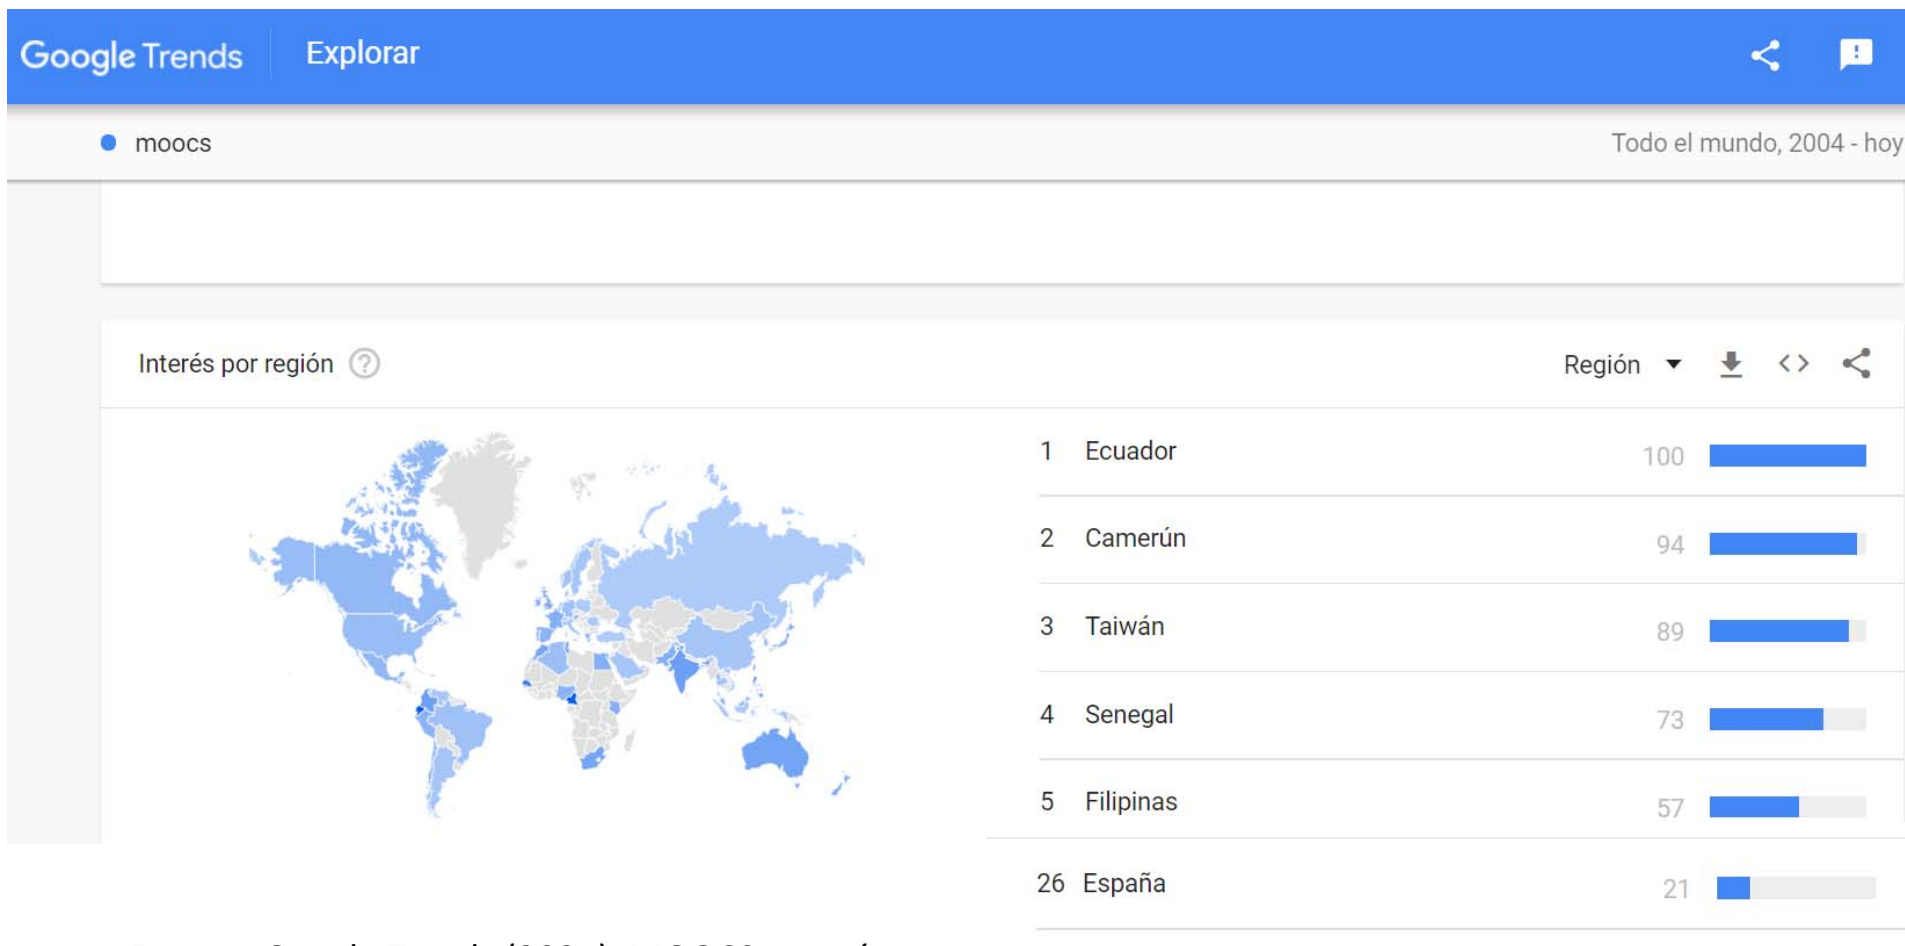 Google Trends Explorar
moocs Todo el mundo, 2004 - hoy
Interés por región Región
1 Ecuador 100
2 Camerún 94
3 Taiwán 89
4 Senegal 73
5 Filipinas 57
26 España 21